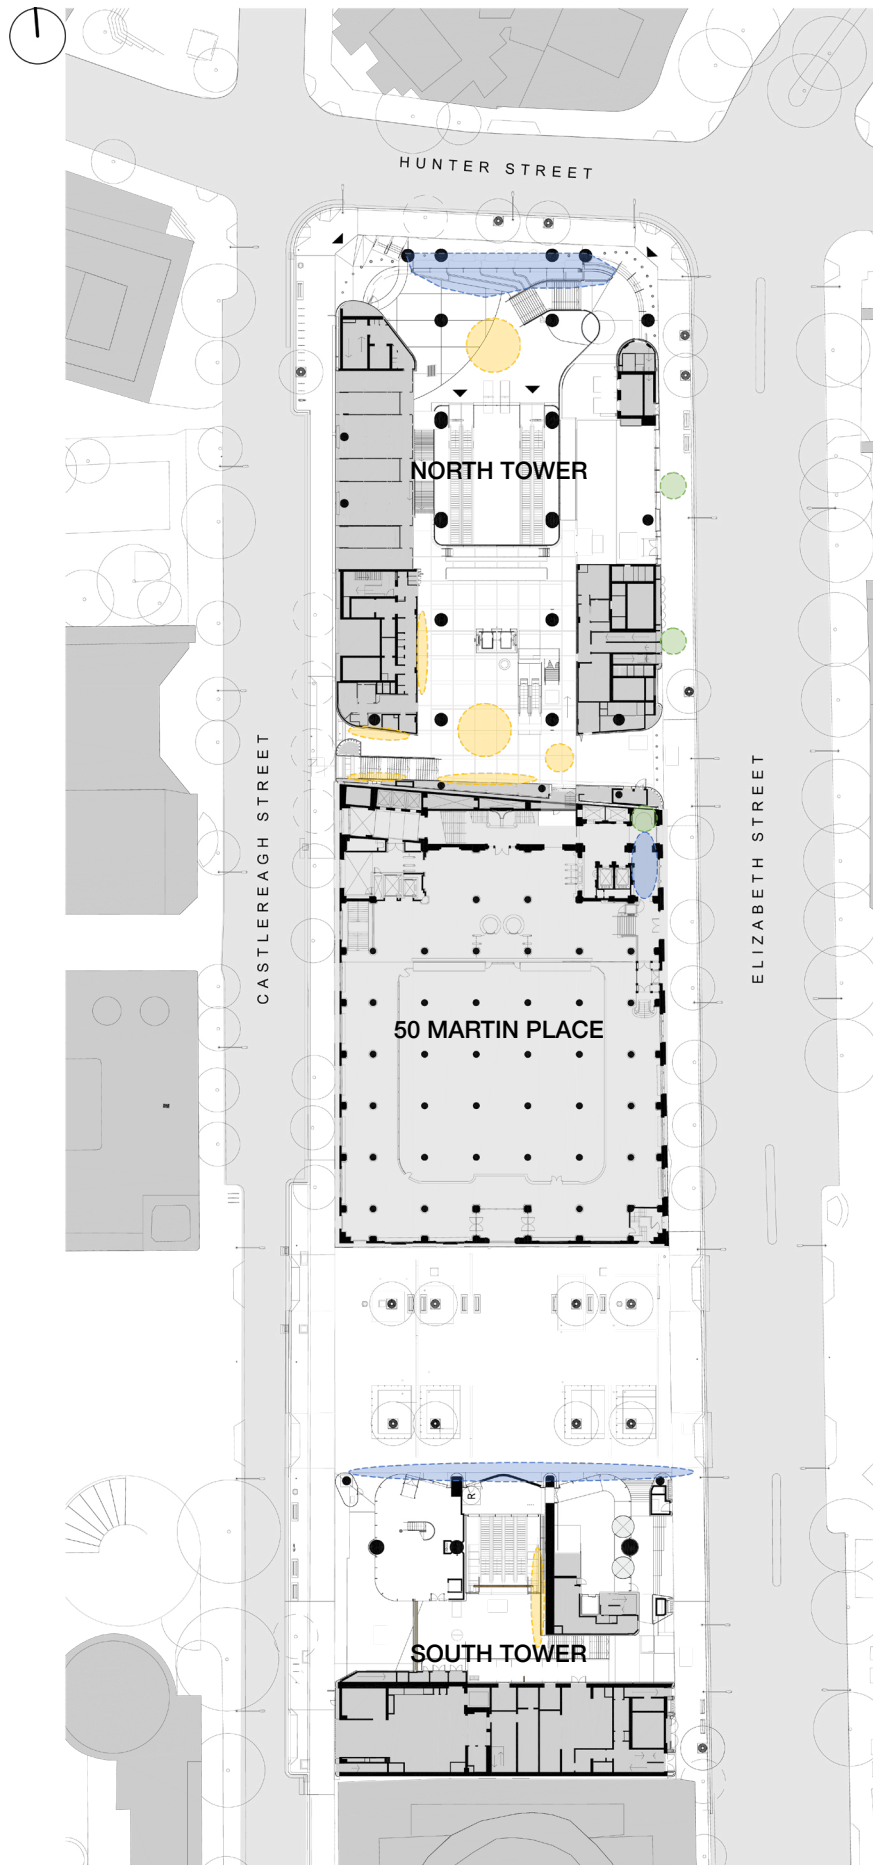 HUNTER STREET
NORTH TOWER
CASTLEREAGH STREET
ELIZABETH STREET
50 MARTIN PLACE
R
SOUTH TOWER